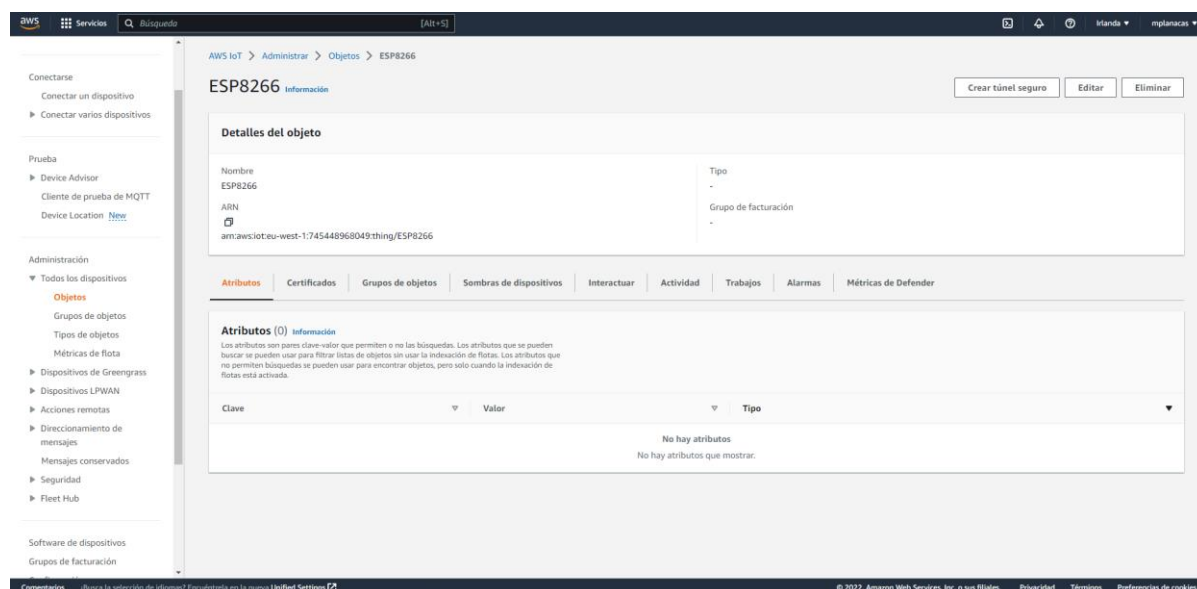 aws
Servicios
Búsqueda
[Alt+S]
Irlanda
mplanacas
Conectarse
Conectar un dispositivo
Conectar varios dispositivos
Prueba
Device Advisor
Cliente de prueba de MQTT
Device Location New
Administración
Todos los dispositivos
Objetos
Grupos de objetos
Tipos de objetos
Métricas de flota
Dispositivos de Greengrass
Dispositivos LPWAN
Acciones remotas
Direccionamiento de
mensajes
Mensajes conservados
Seguridad
Fleet Hub
Software de dispositivos
Grupos de facturación
AWS IoT > Administrar > Objetos > ESP8266
ESP8266 Información
Crear túnel seguro
Editar
Eliminar
Detalles del objeto
Nombre
ESP8266
ARN
arn:aws:iot:eu-west-1:745448968049:thing/ESP8266
Tipo
-
Grupo de facturación
-
Atributos
Certificados
Grupos de objetos
Sombras de dispositivos
Interactuar
Actividad
Trabajos
Alarmas
Métricas de Defender
Atributos (0) Información
Los atributos son pares clave-valor que permiten o no las búsquedas. Los atributos que se pueden
buscar se pueden usar para filtrar listas de objetos sin usar la indexación de flotas. Los atributos que
no permiten búsquedas se pueden usar para encontrar objetos, pero solo cuando la indexación de
flotas está activada.
Clave
Valor
Tipo
No hay atributos
No hay atributos que mostrar.
Comentarios
¿Busca la selección de idiomas? Encuéntrela en la nueva Unified Settings
© 2022, Amazon Web Services, Inc. o sus filiales.
Privacidad
Términos
Preferencias de cookies